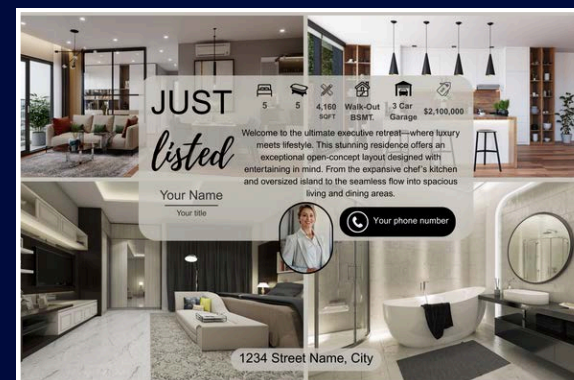 JUST
listed
5
5
4,160
SQFT
Walk-Out
BSMT.
3 Car
Garage
$2,100,000
Welcome to the ultimate executive retreat—where luxury
meets lifestyle. This stunning residence offers an
exceptional open-concept layout designed with
entertaining in mind. From the expansive chef's kitchen
and oversized island to the seamless flow into spacious
living and dining areas.
Your Name
Your title
Your phone number
1234 Street Name, City